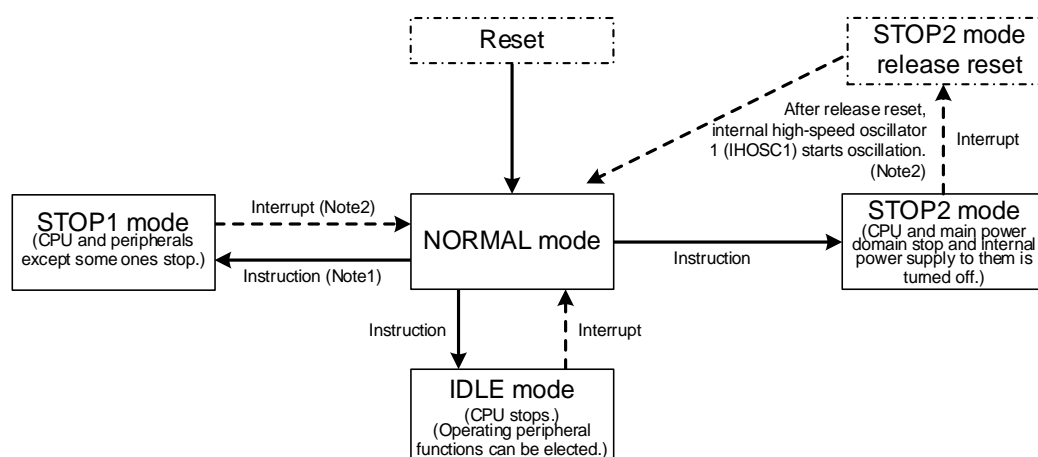 Reset
STOP2 mode
release reset
After release reset,
internal high-speed oscillator
1 (IHOSC1) starts oscillation.
(Note2)
Interrupt
STOP1 mode
(CPU and peripherals
except some ones stop.)
Interrupt (Note2)
Instruction (Note1)
NORMAL mode
Instruction
STOP2 mode
(CPU and main power
domain stop and internal
power supply to them is
turned off.)
Instruction
Interrupt
IDLE mode
(CPU stops.)
(Operating peripheral
functions can be elected.)